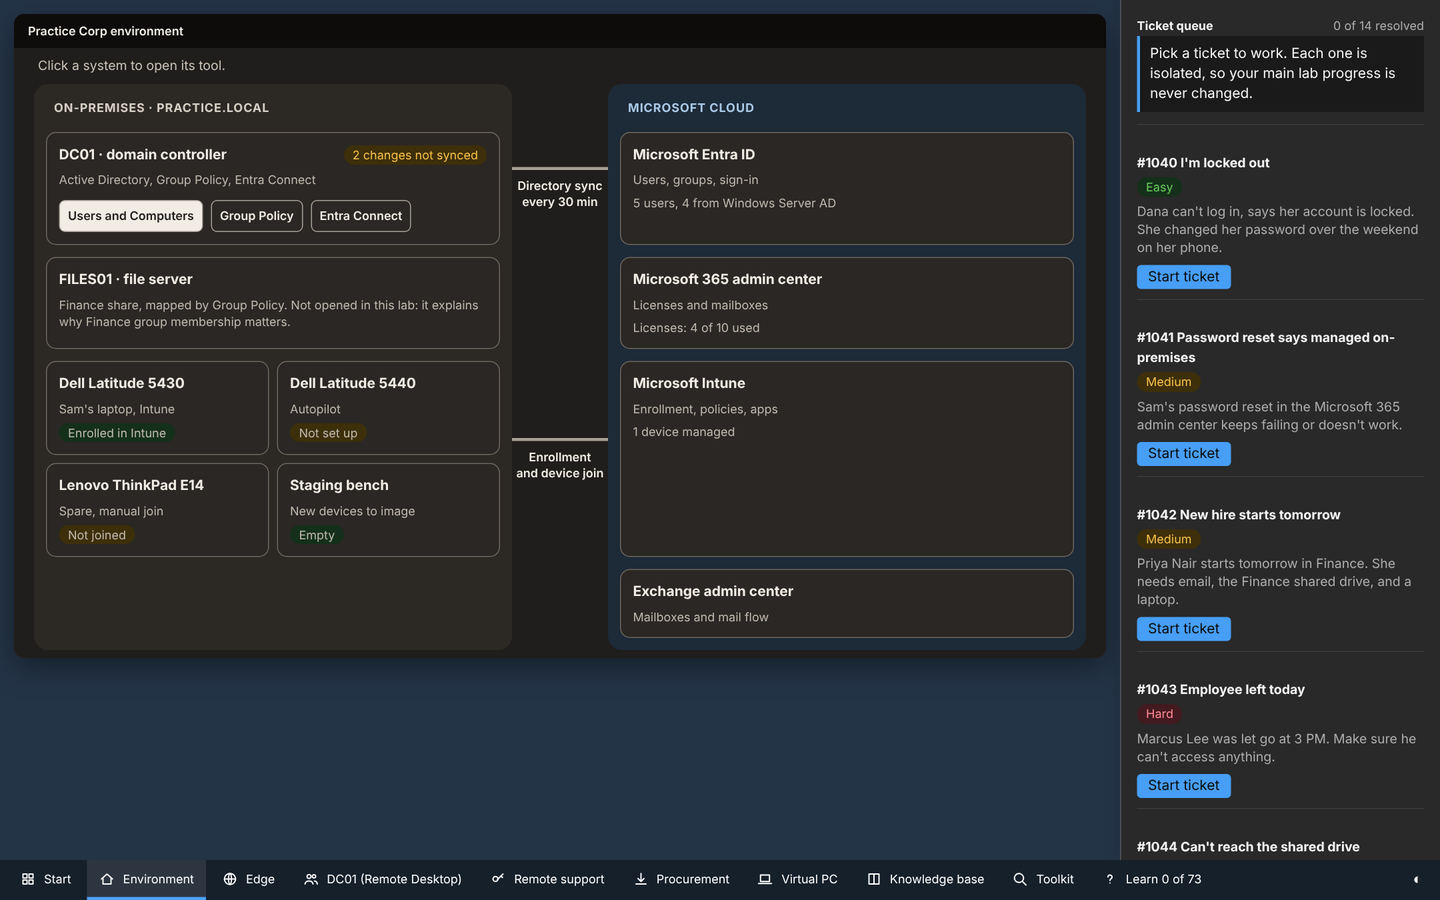 Practice Corp environment
Click a system to open its tool.
ON-PREMISES · PRACTICE.LOCAL
DC01 · domain controller
2 changes not synced
Active Directory, Group Policy, Entra Connect
Users and Computers
Group Policy
Entra Connect
FILES01 · file server
Finance share, mapped by Group Policy. Not opened in this lab: it explains
why Finance group membership matters.
Dell Latitude 5430
Sam's laptop, Intune
Enrolled in Intune
Dell Latitude 5440
Autopilot
Not set up
Lenovo ThinkPad E14
Spare, manual join
Not joined
Staging bench
New devices to image
Empty
Directory sync
every 30 min
Enrollment
and device join
MICROSOFT CLOUD
Microsoft Entra ID
Users, groups, sign-in
5 users, 4 from Windows Server AD
Microsoft 365 admin center
Licenses and mailboxes
Licenses: 4 of 10 used
Microsoft Intune
Enrollment, policies, apps
1 device managed
Exchange admin center
Mailboxes and mail flow
Ticket queue
0 of 14 resolved
Pick a ticket to work. Each one is
isolated, so your main lab progress is
never changed.
#1040 I'm locked out
Easy
Dana can't log in, says her account is locked.
She changed her password over the weekend
on her phone.
Start ticket
#1041 Password reset says managed on-
premises
Medium
Sam's password reset in the Microsoft 365
admin center keeps failing or doesn't work.
Start ticket
#1042 New hire starts tomorrow
Medium
Priya Nair starts tomorrow in Finance. She
needs email, the Finance shared drive, and a
laptop.
Start ticket
#1043 Employee left today
Hard
Marcus Lee was let go at 3 PM. Make sure he
can't access anything.
Start ticket
#1044 Can't reach the shared drive
Start
Environment
Edge
DC01 (Remote Desktop)
Remote support
Procurement
Virtual PC
Knowledge base
Toolkit
? Learn 0 of 73